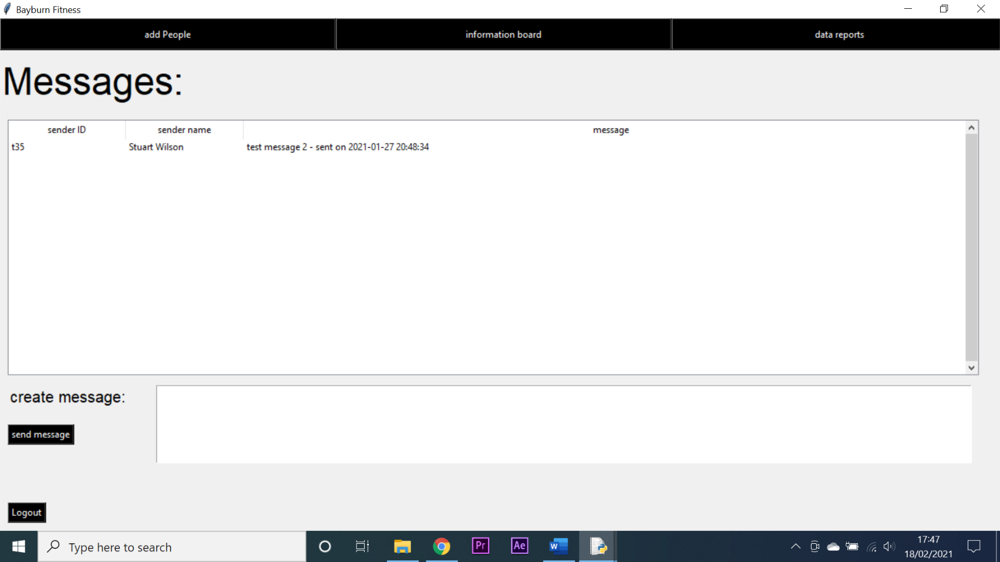 Bayburn Fitness
add People information board data reports
Messages:
sender ID sender name message
t35 Stuart Wilson test message 2 - sent on 2021-01-27 20:48:34
create message:
send message
Logout
Type here to search
Pr Ae W
17:47
18/02/2021